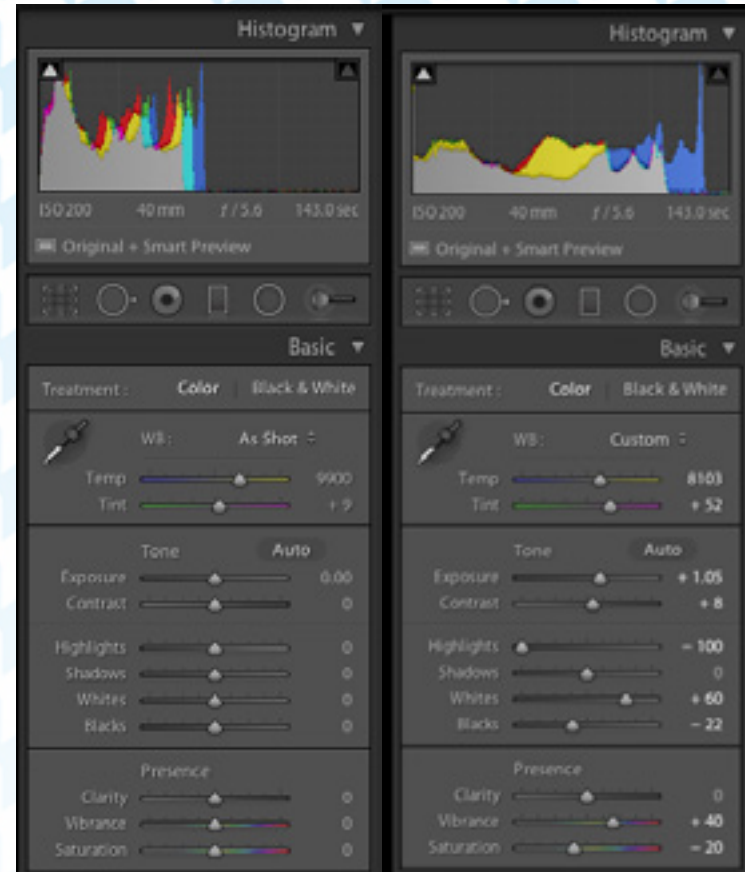 Histogram
ISO 200 40 mm f / 5.6 143.0 sec
Original + Smart Preview
Basic
Treatment : Color Black & White
WB : As Shot
Temp 9900
Tint + 9
Tone Auto
Exposure 0.00
Contrast 0
Highlights 0
Shadows 0
Whites 0
Blacks 0
Presence
Clarity 0
Vibrance 0
Saturation 0
Histogram
ISO 200 40 mm f / 5.6 143.0 sec
Original + Smart Preview
Basic
Treatment : Color Black & White
WB : Custom
Temp 8103
Tint + 52
Tone Auto
Exposure + 1.05
Contrast + 8
Highlights – 100
Shadows 0
Whites + 60
Blacks – 22
Presence
Clarity 0
Vibrance + 40
Saturation – 20